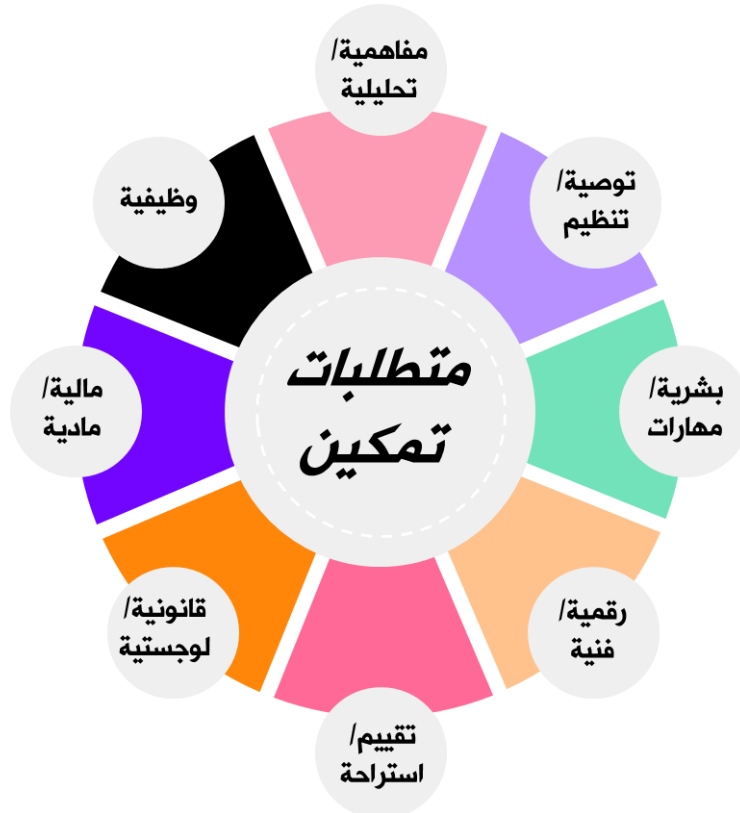 مفاهمية/
تحليلية
توصية/
تنظيم
بشرية/
مهارات
رقمية/
فنية
تقييم/
استراحة
قانونية/
لوجستية
مالية/
مادية
وظيفية
متطلبات
تمكين